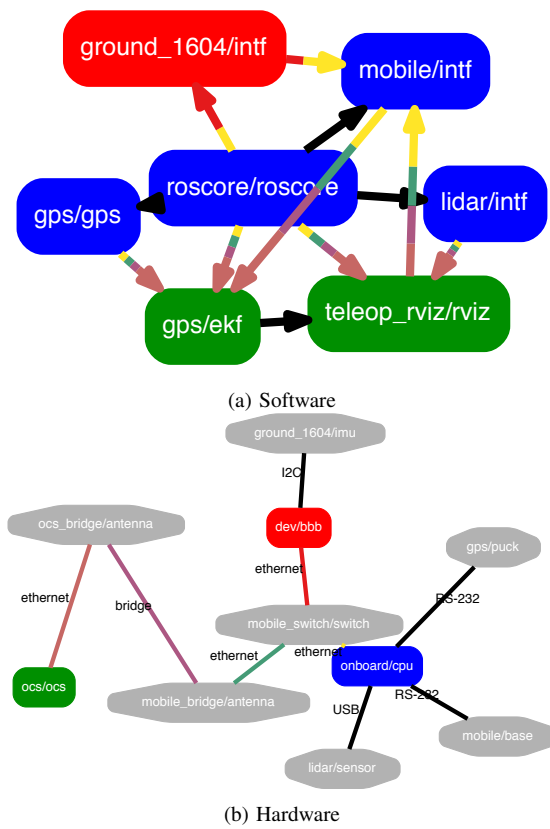 ground_1604/intf
mobile/intf
roscore/roscore
gps/gps
lidar/intf
gps/ekf
teleop_rviz/rviz
(a) Software
ground_1604/imu
I2C
ocs_bridge/antenna
dev/bbb
gps/puck
ethernet
ethernet
RS-232
bridge
mobile_switch/switch
ethernet
ethernet
onboard/cpu
ocs/ocs
mobile_bridge/antenna
RS-232
USB
mobile/base
lidar/sensor
(b) Hardware